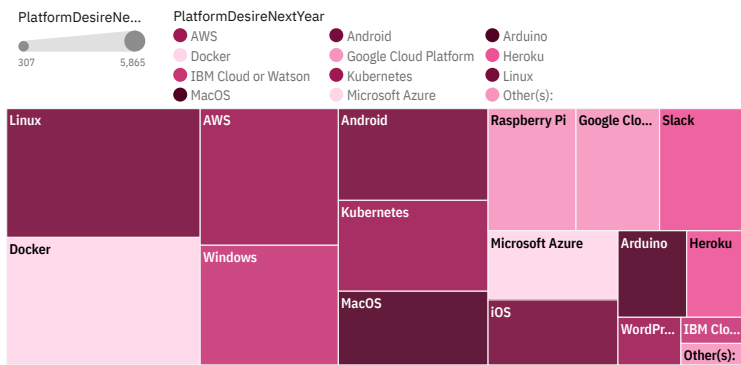 PlatformDesireNe...
307 5,865
PlatformDesireNextYear
AWS Android Arduino
Docker Google Cloud Platform Heroku
IBM Cloud or Watson Kubernetes Linux
MacOS Microsoft Azure Other(s):
Linux AWS Android Raspberry Pi Google Clo... Slack
Kubernetes
Docker Microsoft Azure Arduino Heroku
Windows
MacOS
iOS
WordPr... IBM Clo...
Other(s):